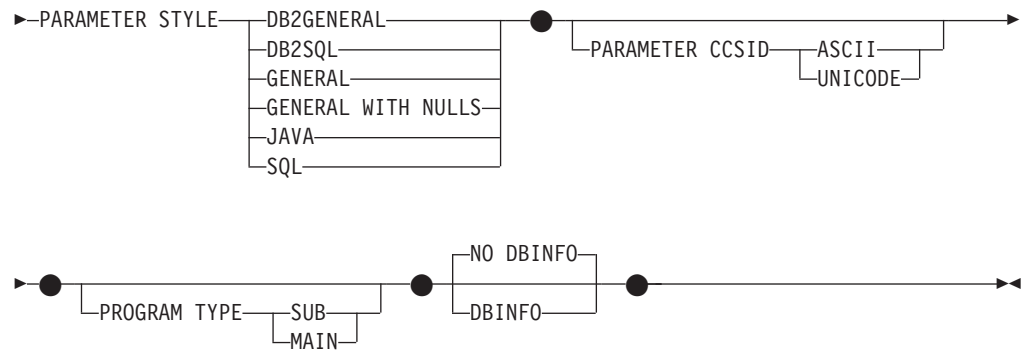 PARAMETER STYLE DB2GENERAL
DB2SQL
GENERAL
GENERAL WITH NULLS
JAVA
SQL
PARAMETER CCSID ASCII
UNICODE
NO DBINFO
PROGRAM TYPE SUB DBINFO
MAIN